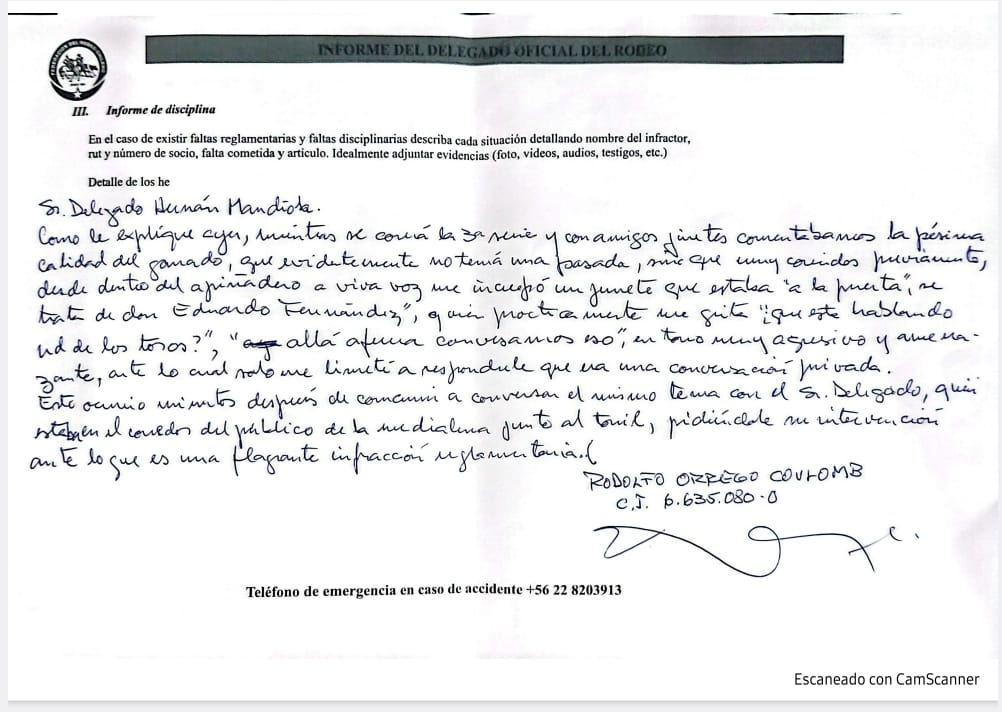 INFORME DEL DELEGADO OFICIAL DEL RODEO
III. Informe de disciplina
En el caso de existir faltas reglamentarias y faltas disciplinarias describa cada situación detallando nombre del infractor,
rut y número de socio, falta cometida y articulo. Idealmente adjuntar evidencias (foto, videos, audios, testigos, etc.)
Detalle de los he
Sr. Delegado Hernán Mandiola.
Como le expliqué ayer, mientras se corría la 3ª serie y con amigos jinetes comentábamos la pésima
calidad del ganado, que evidentemente no tenía una pasada, sino que muy corridos previamente,
desde dentro del apiñadero a viva voz me increpó un jinete que estaba "a la puerta", se
trata de don Eduardo Fernández", quien practicamente me grita "¿que esta hablando
ud de los toros?", "allá afuera conversamos eso", en tono muy agresivo y amena-
zante, ante lo cual solo me limité a responderle que era una conversación privada.
Esto ocurrio minutos después de comenzar a conversar el mismo tema con el Sr. Delegado, quien
estaba en el corredor del público de la medialuna junto al toril, pidiéndole su intervención
ante lo que es una flagrante infracción reglamentaria.
RODOLFO ORREGO COULOMB
C.I. 6.635.080-0
Teléfono de emergencia en caso de accidente +56 22 8203913
Escaneado con CamScanner